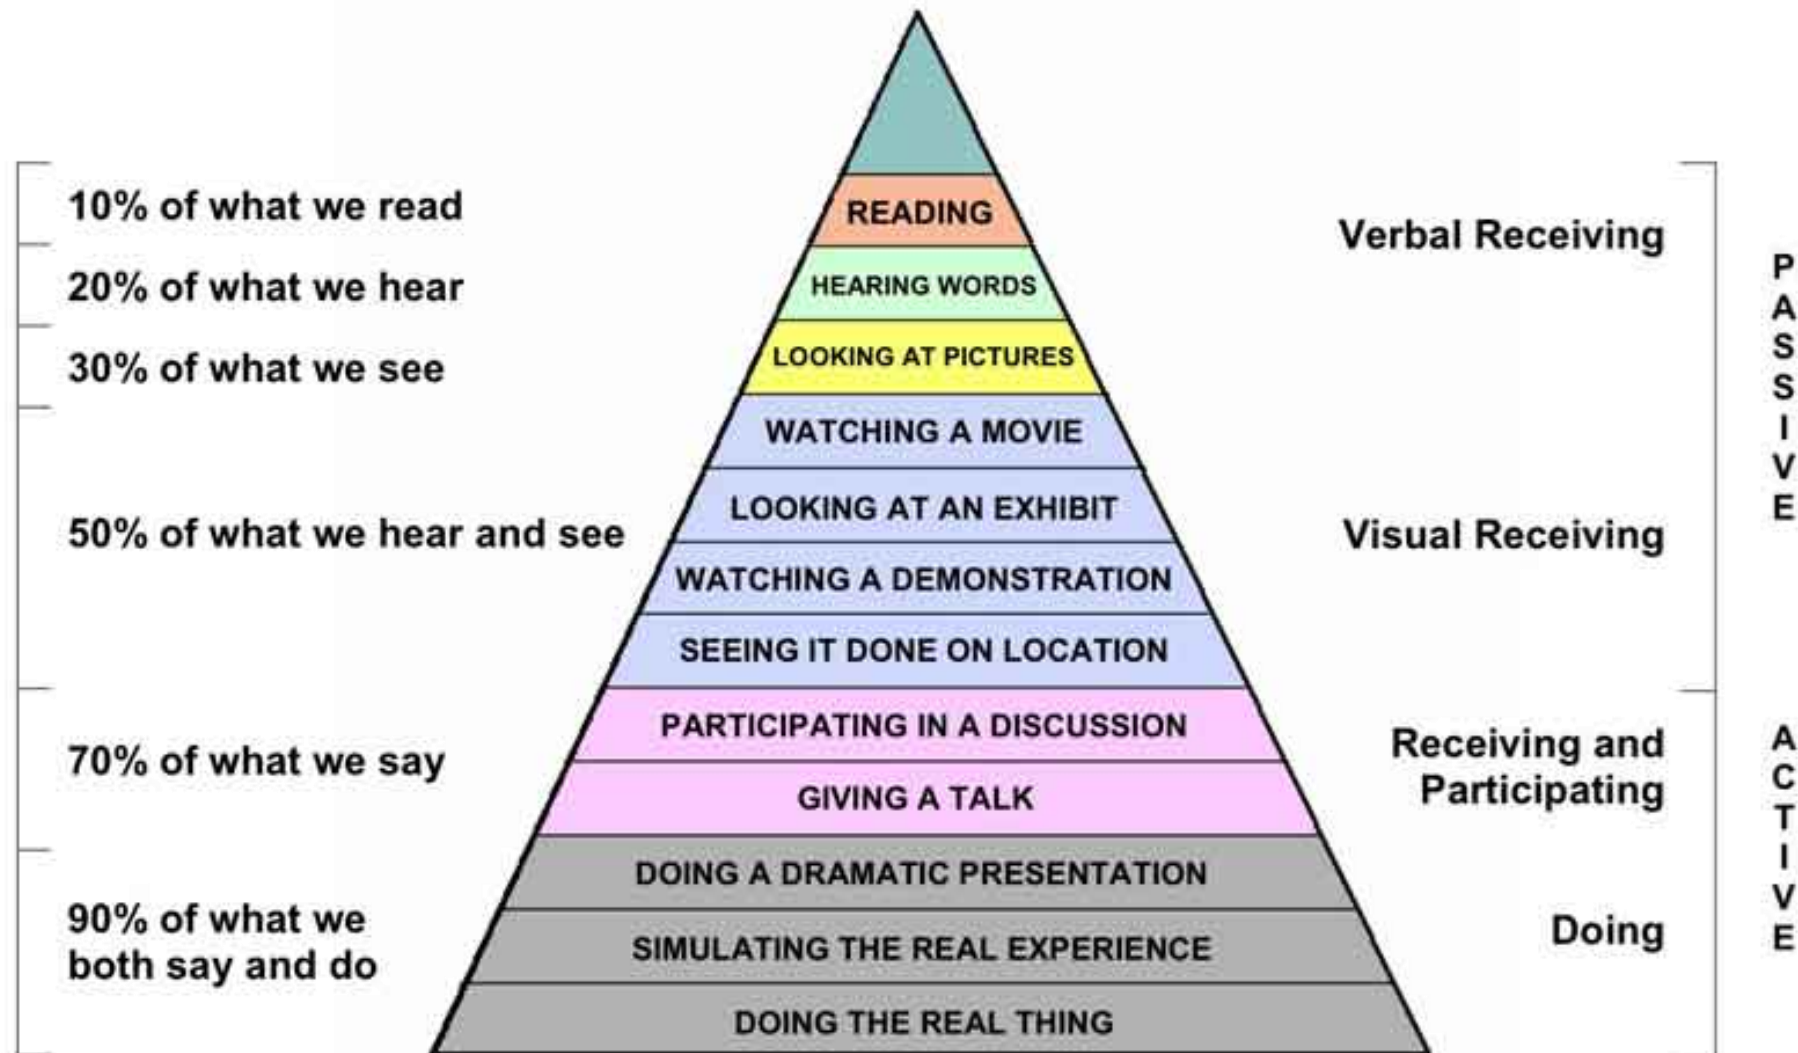 10% of what we read
20% of what we hear
30% of what we see
50% of what we hear and see
70% of what we say
90% of what we
both say and do
READING
HEARING WORDS
LOOKING AT PICTURES
WATCHING A MOVIE
LOOKING AT AN EXHIBIT
WATCHING A DEMONSTRATION
SEEING IT DONE ON LOCATION
PARTICIPATING IN A DISCUSSION
GIVING A TALK
DOING A DRAMATIC PRESENTATION
SIMULATING THE REAL EXPERIENCE
DOING THE REAL THING
Verbal Receiving
Visual Receiving
Receiving and
Participating
Doing
PASSIVE
ACTIVE